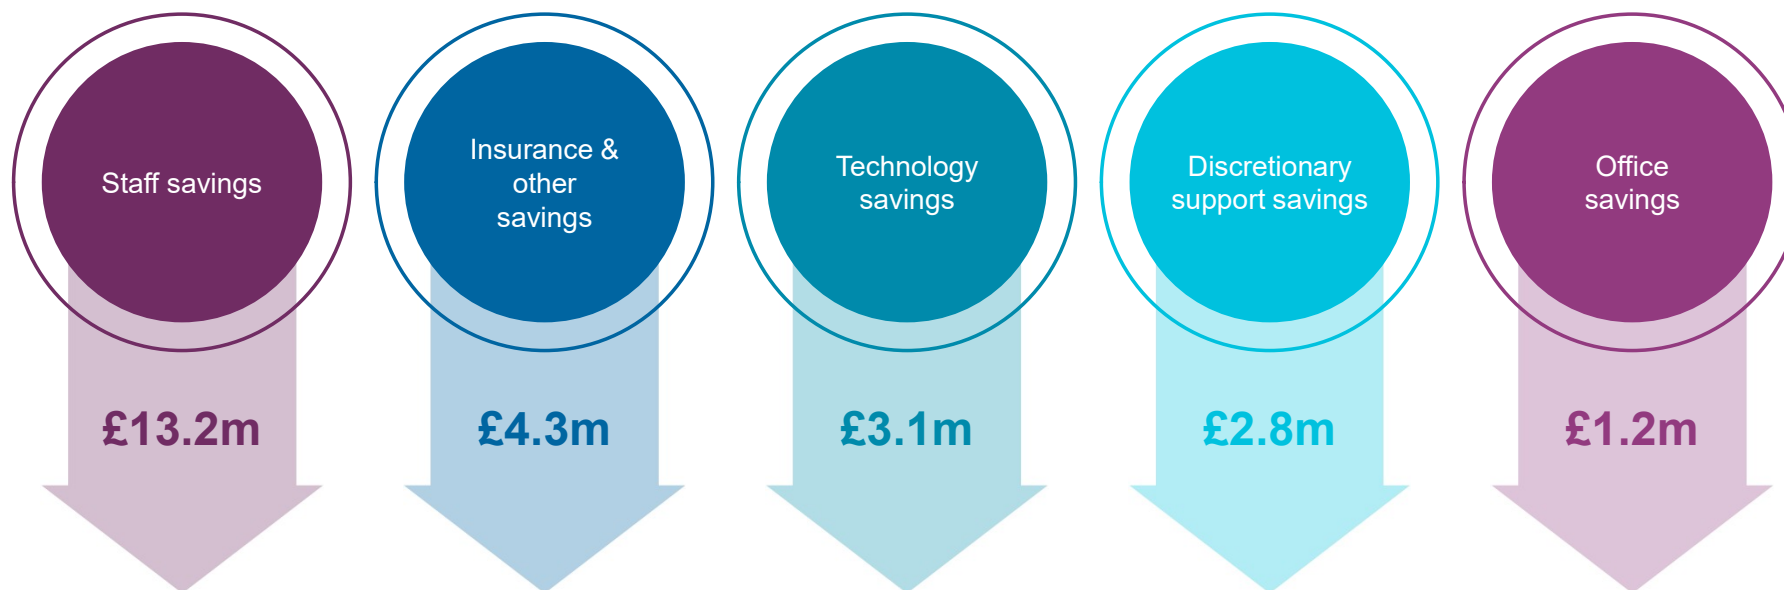 Staff savings
Insurance &
other
savings
Technology
savings
Discretionary
support savings
Office
savings
£13.2m
£4.3m
£3.1m
£2.8m
£1.2m